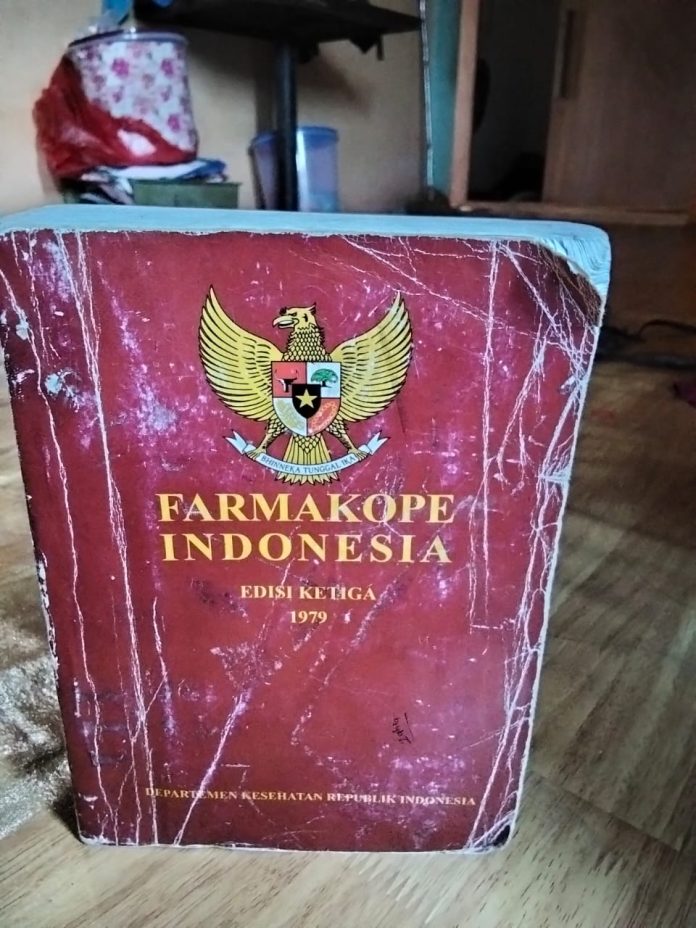 BHINNEKA TUNGGAL IKA
FARMAKOPE
INDONESIA
EDISI KETIGA
1979
DEPARTEMEN KESEHATAN REPUBLIK INDONESIA